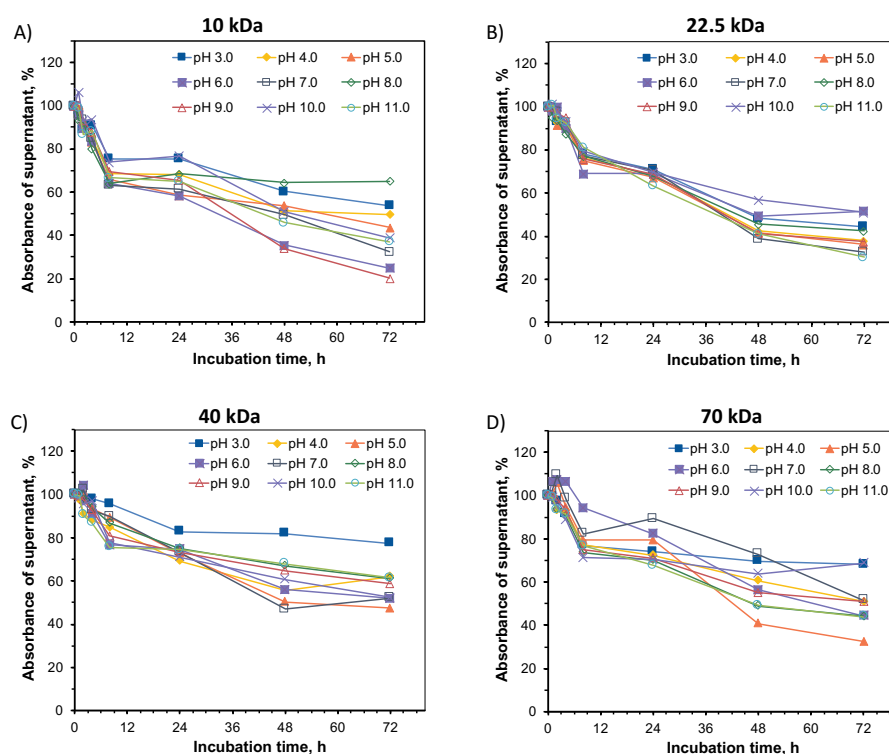 A)
10 kDa
Absorbance of supernatant, %
120
100
80
60
40
20
0
pH 3.0 pH 4.0 pH 5.0
pH 6.0 pH 7.0 pH 8.0
pH 9.0 pH 10.0 pH 11.0
0 12 24 36 48 60 72
Incubation time, h
B)
22.5 kDa
Absorbance of supernatant, %
120
100
80
60
40
20
0
pH 3.0 pH 4.0 pH 5.0
pH 6.0 pH 7.0 pH 8.0
pH 9.0 pH 10.0 pH 11.0
0 12 24 36 48 60 72
Incubation time, h
C)
40 kDa
Absorbance of supernatant, %
120
100
80
60
40
20
0
pH 3.0 pH 4.0 pH 5.0
pH 6.0 pH 7.0 pH 8.0
pH 9.0 pH 10.0 pH 11.0
0 12 24 36 48 60 72
Incubation time, h
D)
70 kDa
Absorbance of supernatant, %
120
100
80
60
40
20
0
pH 3.0 pH 4.0 pH 5.0
pH 6.0 pH 7.0 pH 8.0
pH 9.0 pH 10.0 pH 11.0
0 12 24 36 48 60 72
Incubation time, h